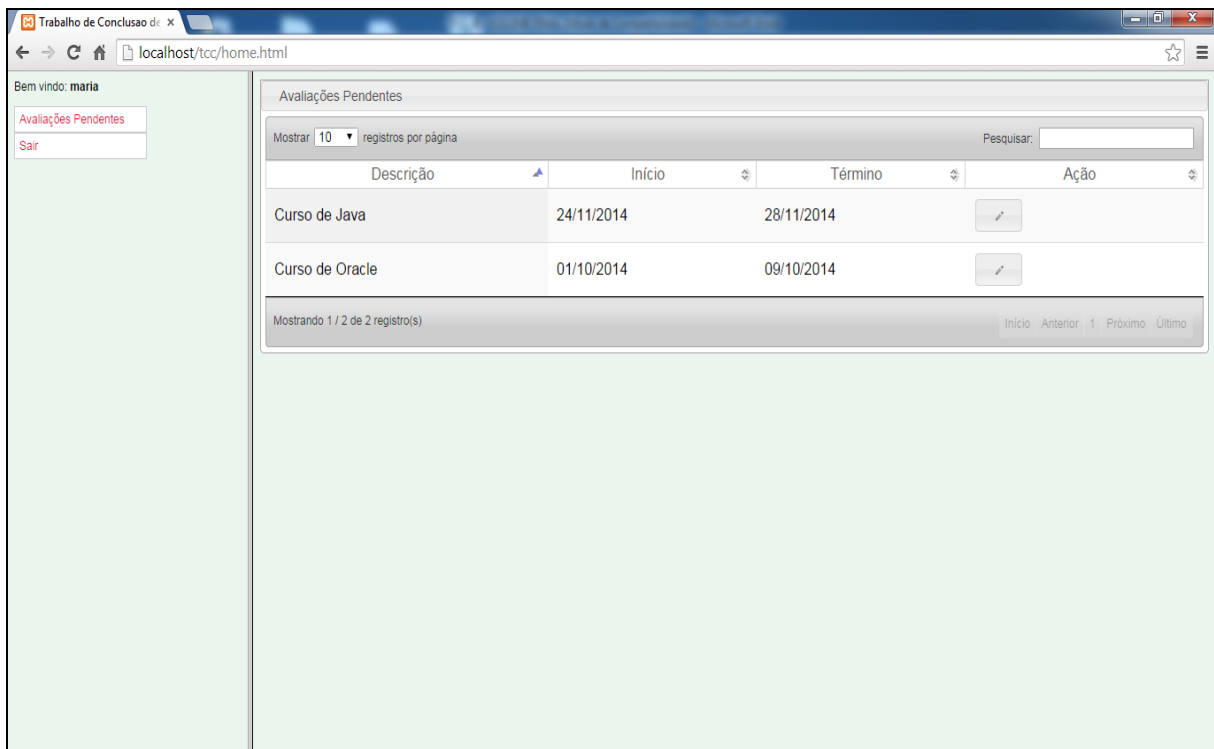 Trabalho de Conclusao de
localhost/tcc/home.html
Bem vindo: maria
Avaliações Pendentes
Sair
Avaliações Pendentes
Mostrar 10 registros por página
Pesquisar:
Descrição Início Término Ação
Curso de Java 24/11/2014 28/11/2014
Curso de Oracle 01/10/2014 09/10/2014
Mostrando 1 / 2 de 2 registro(s)
Início Anterior 1 Próximo Último